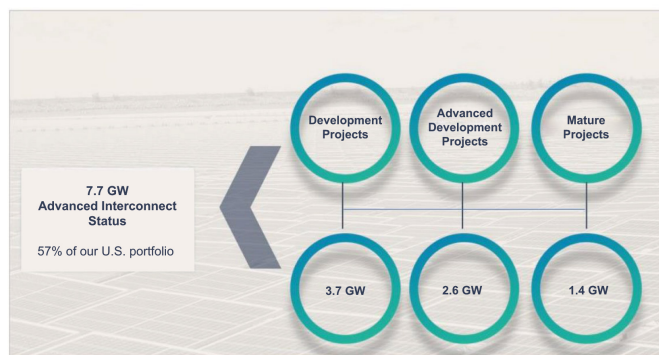 Development
Projects
Advanced
Development
Projects
Mature
Projects
7.7 GW
Advanced Interconnect
Status
57% of our U.S. portfolio
3.7 GW
2.6 GW
1.4 GW